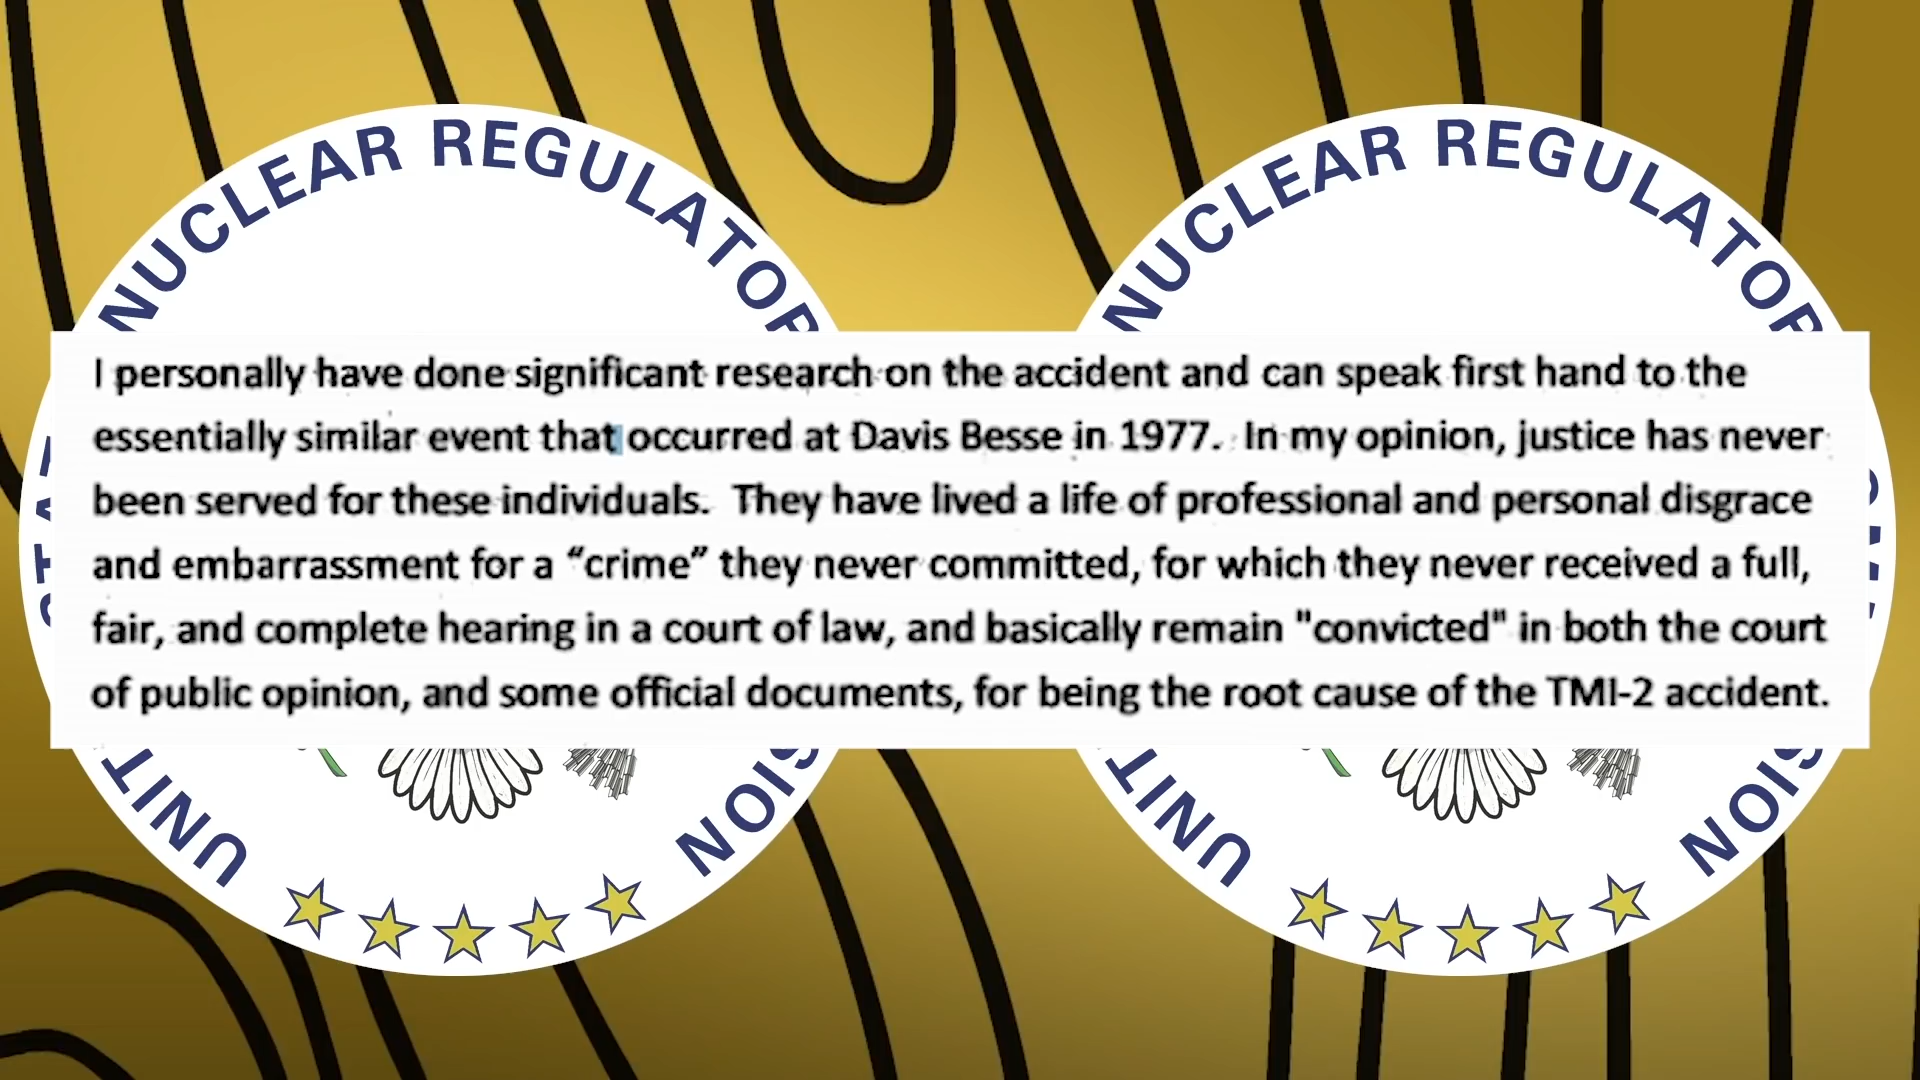 NUCLEAR REGULATOR
NUCLEAR REGULATOR
I personally have done significant research on the accident and can speak first hand to the
essentially similar event that occurred at Davis Besse in 1977. In my opinion, justice has never
been served for these individuals. They have lived a life of professional and personal disgrace
and embarrassment for a “crime” they never committed, for which they never received a full,
fair, and complete hearing in a court of law, and basically remain "convicted" in both the court
of public opinion, and some official documents, for being the root cause of the TMI-2 accident.
UNIT
SION
UNIT
SION